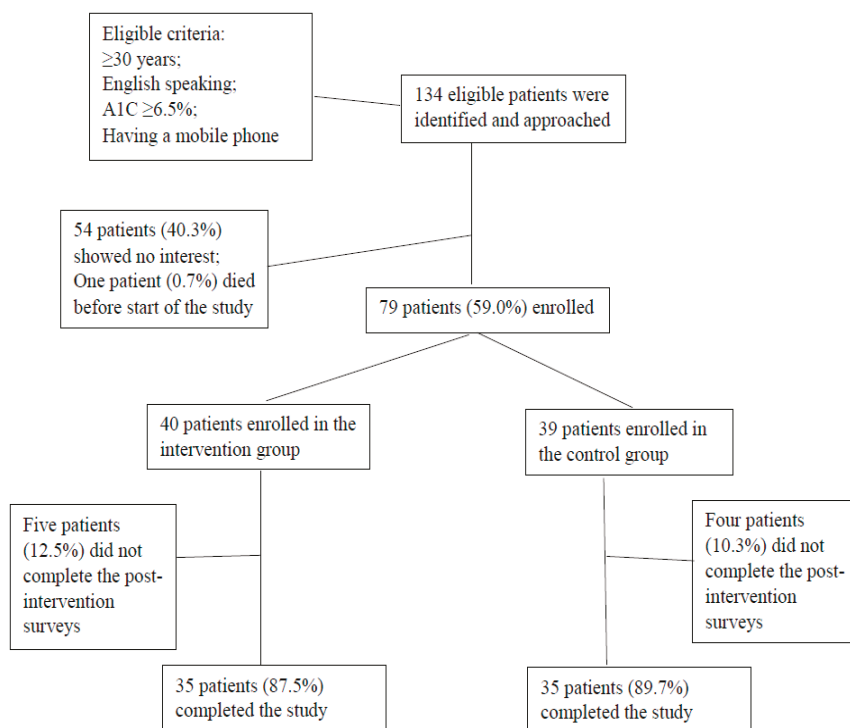 Eligible criteria:
≥30 years;
English speaking;
A1C ≥6.5%;
Having a mobile phone
134 eligible patients were
identified and approached
54 patients (40.3%)
showed no interest;
One patient (0.7%) died
before start of the study
79 patients (59.0%) enrolled
40 patients enrolled in the
intervention group
39 patients enrolled in
the control group
Five patients
(12.5%) did not
complete the post-
intervention
surveys
Four patients
(10.3%) did not
complete the post-
intervention
surveys
35 patients (87.5%)
completed the study
35 patients (89.7%)
completed the study